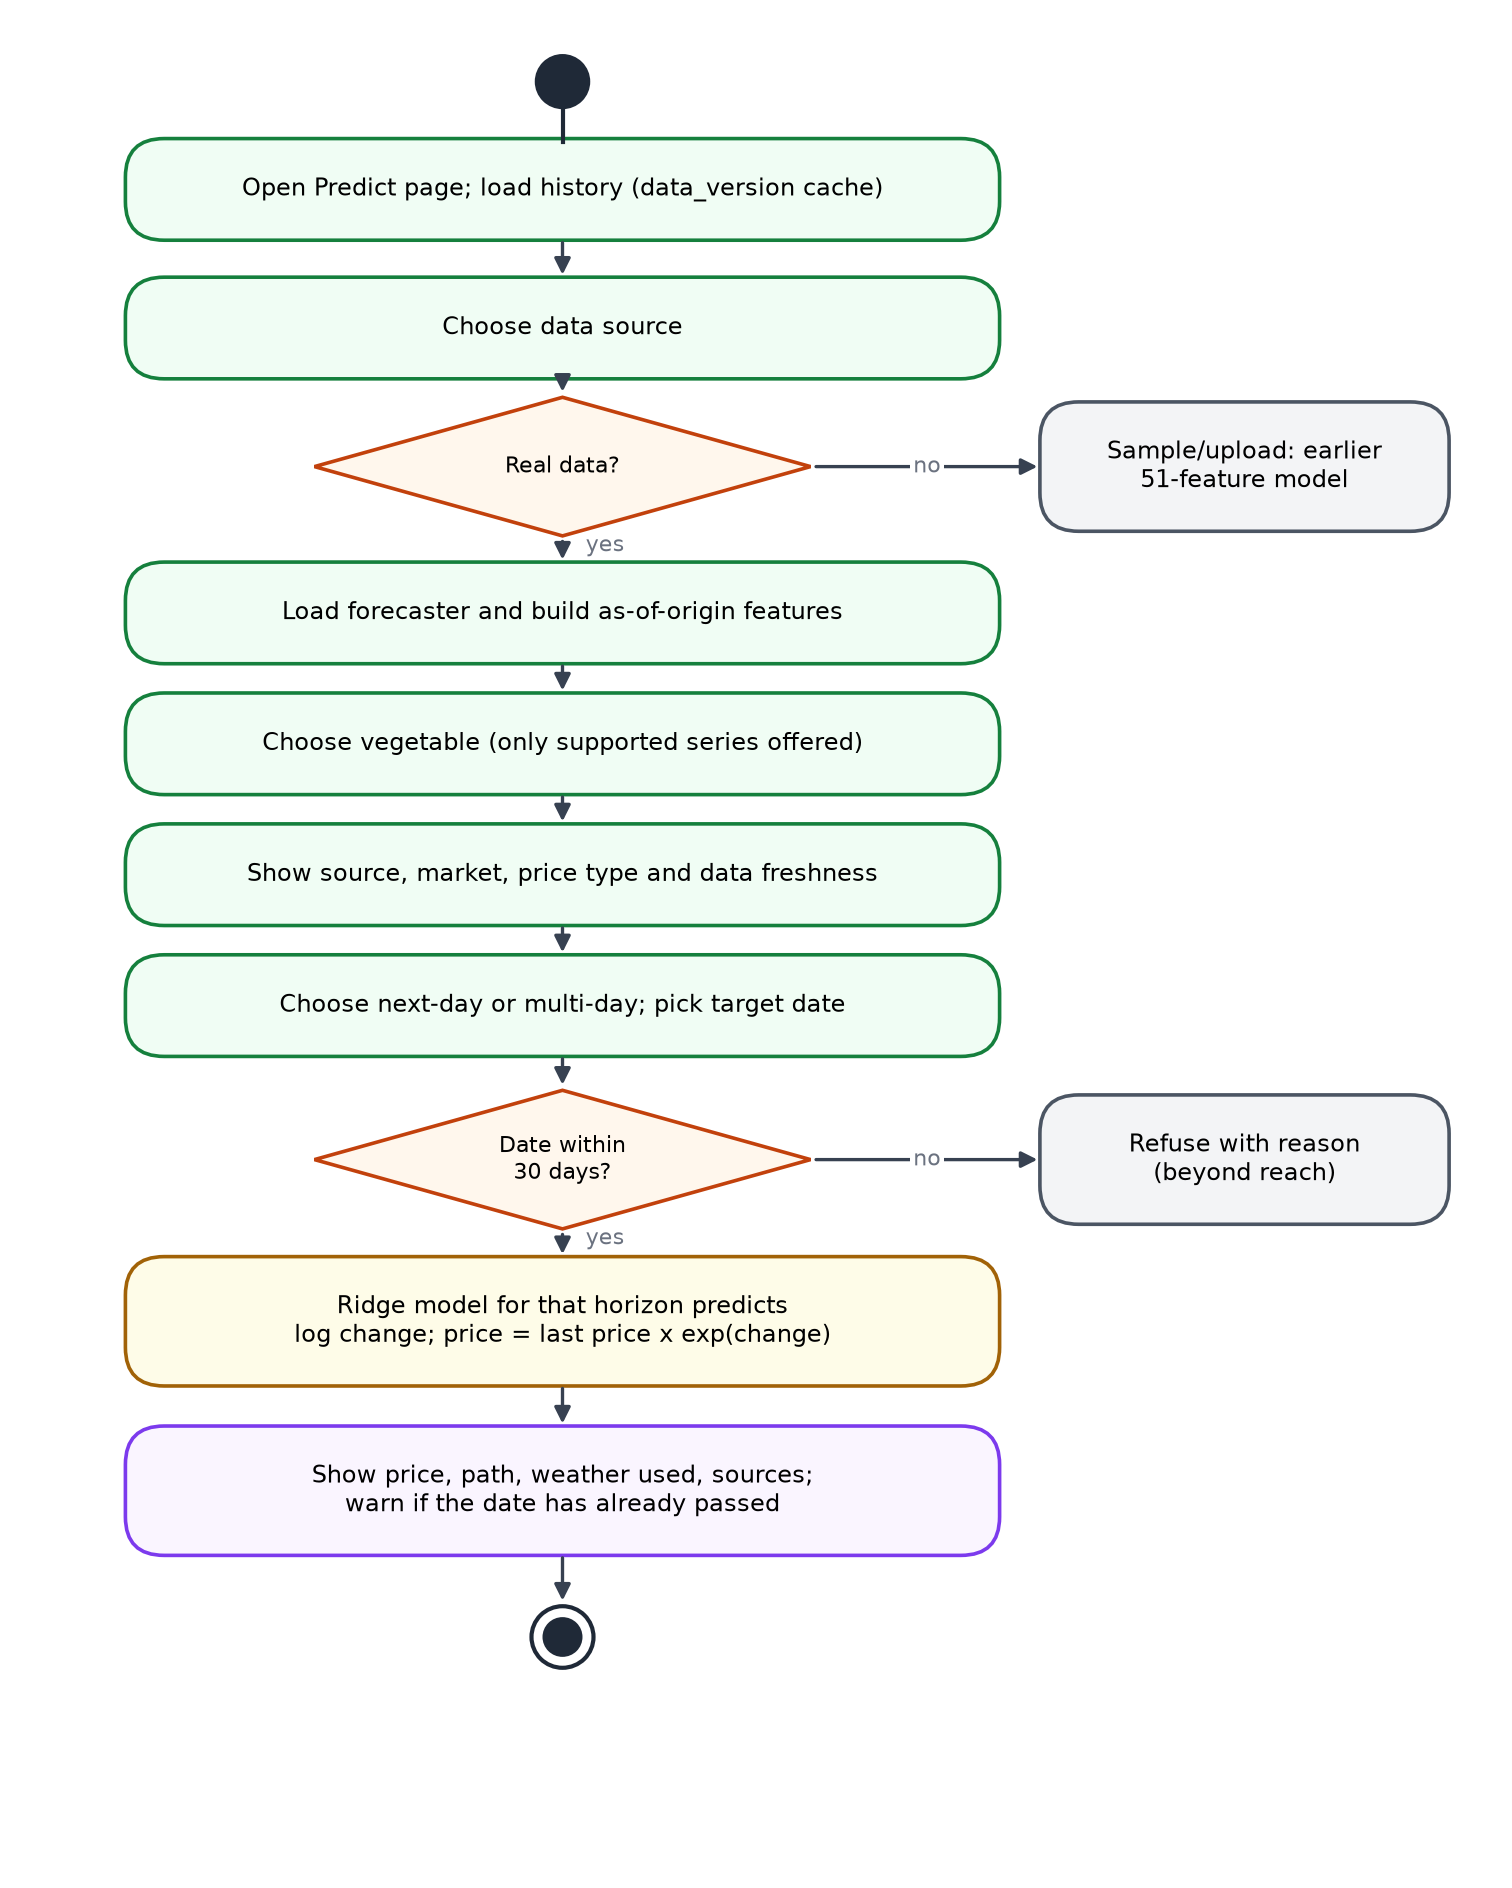 Open Predict page; load history (data_version cache)
Choose data source
Real data?
no
Sample/upload: earlier
51-feature model
yes
Load forecaster and build as-of-origin features
Choose vegetable (only supported series offered)
Show source, market, price type and data freshness
Choose next-day or multi-day; pick target date
Date within
30 days?
no
Refuse with reason
(beyond reach)
yes
Ridge model for that horizon predicts
log change; price = last price x exp(change)
Show price, path, weather used, sources;
warn if the date has already passed